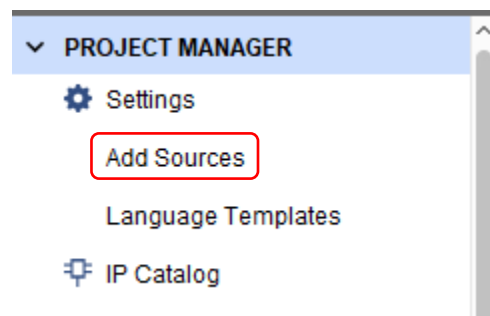 PROJECT MANAGER
Settings
Add Sources
Language Templates
IP Catalog